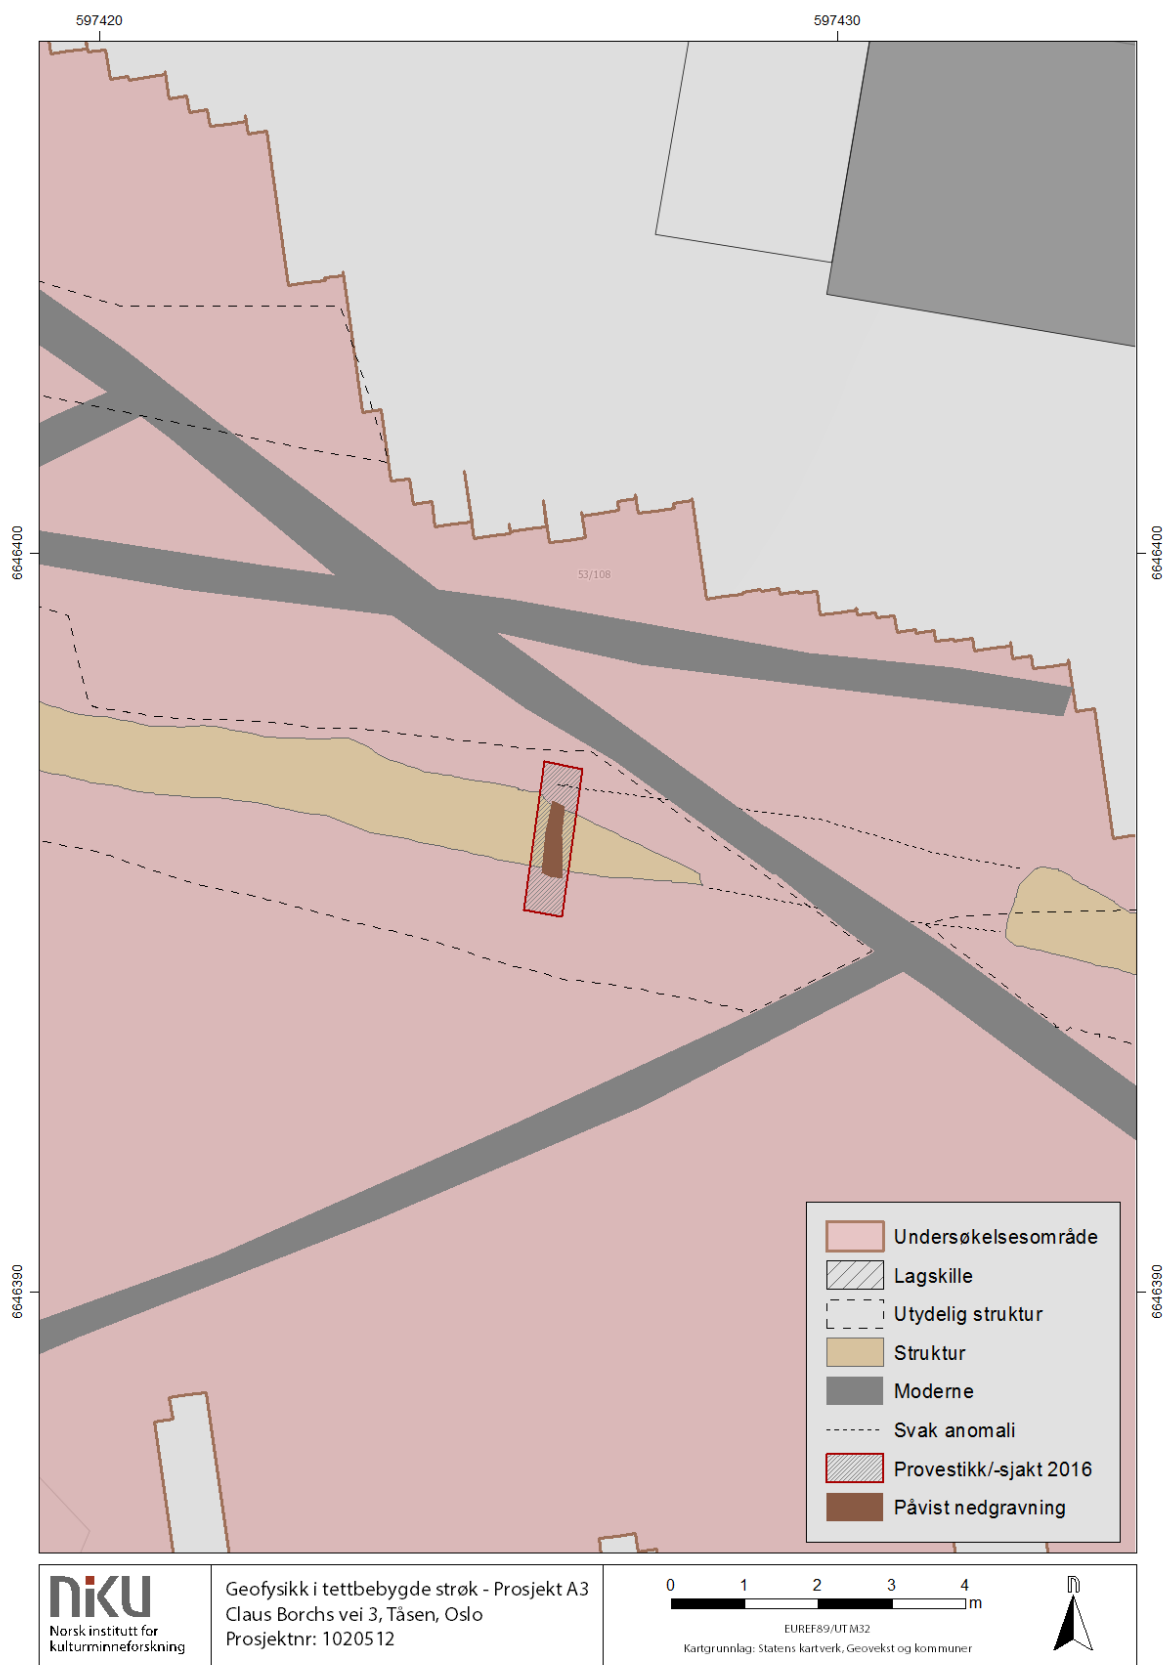 597420
597430
6646400
6646400
53/108
6646390
6646390
Undersøkelsesområde
Lagskille
Utydelig struktur
Struktur
Moderne
Svak anomali
Provestikk/-sjakt 2016
Påvist nedgravning
niku
Norsk institutt for
kulturminneforskning
Geofysikk i tettbebygde strøk - Prosjekt A3
Claus Borchs vei 3, Tåsen, Oslo
Prosjektnr: 1020512
0 1 2 3 4
m
EUREF89/UTM32
Kartgrunnlag: Statens kartverk, Geovekst og kommuner
n